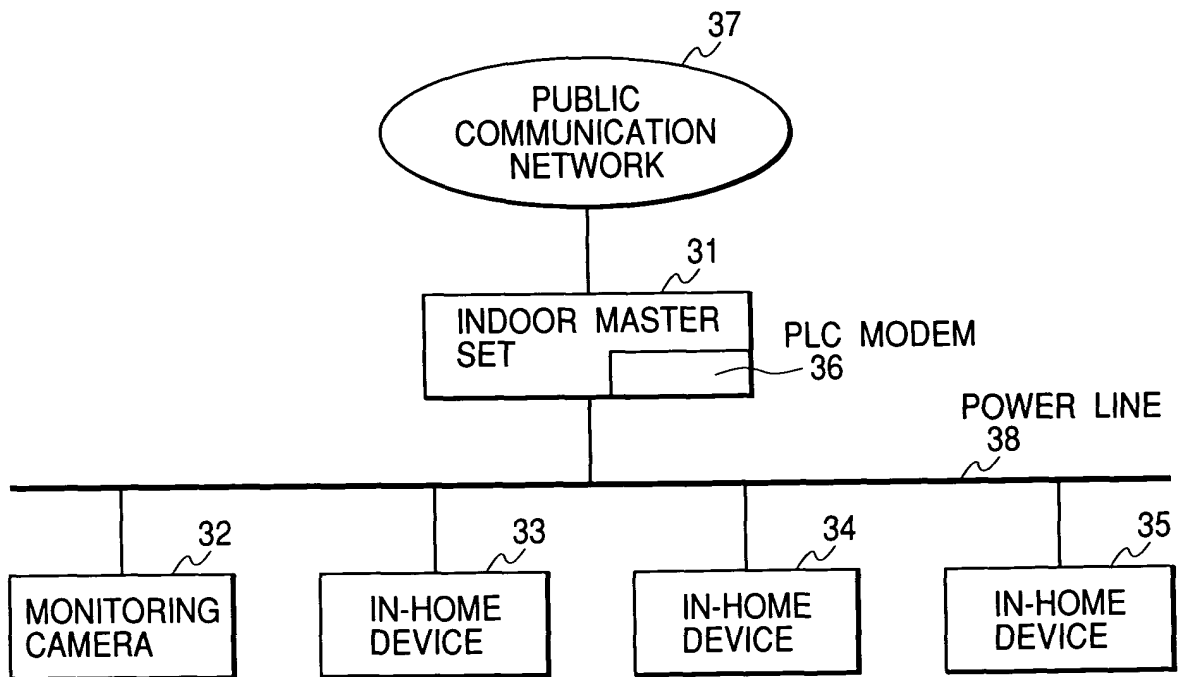 37
PUBLIC
COMMUNICATION
NETWORK
31
INDOOR MASTER
SET
PLC MODEM
36
POWER LINE
38
32
MONITORING
CAMERA
33
IN-HOME
DEVICE
34
IN-HOME
DEVICE
35
IN-HOME
DEVICE